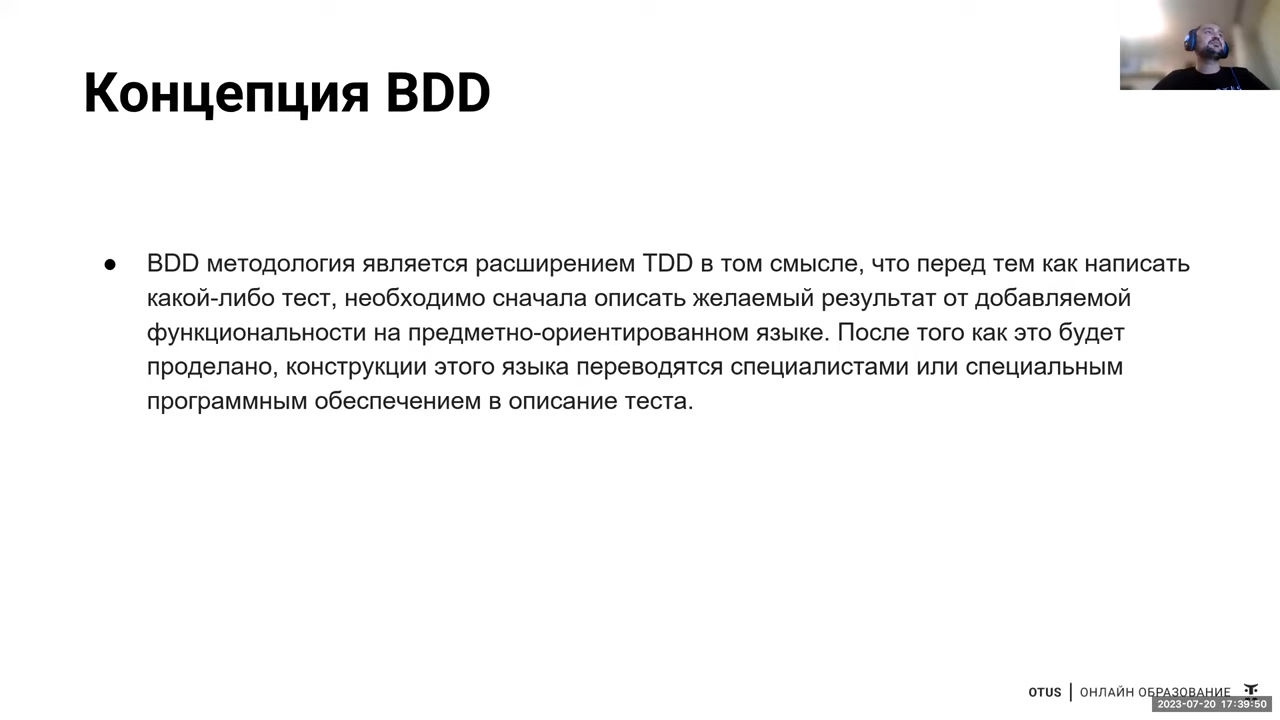 Концепция BDD
● BDD методология является расширением TDD в том смысле, что перед тем как написать
какой-либо тест, необходимо сначала описать желаемый результат от добавляемой
функциональности на предметно-ориентированном языке. После того как это будет
проделано, конструкции этого языка переводятся специалистами или специальным
программным обеспечением в описание теста.
OTUS | ОНЛАЙН ОБРАЗОВАНИЕ
2023-07-20 17:39:50